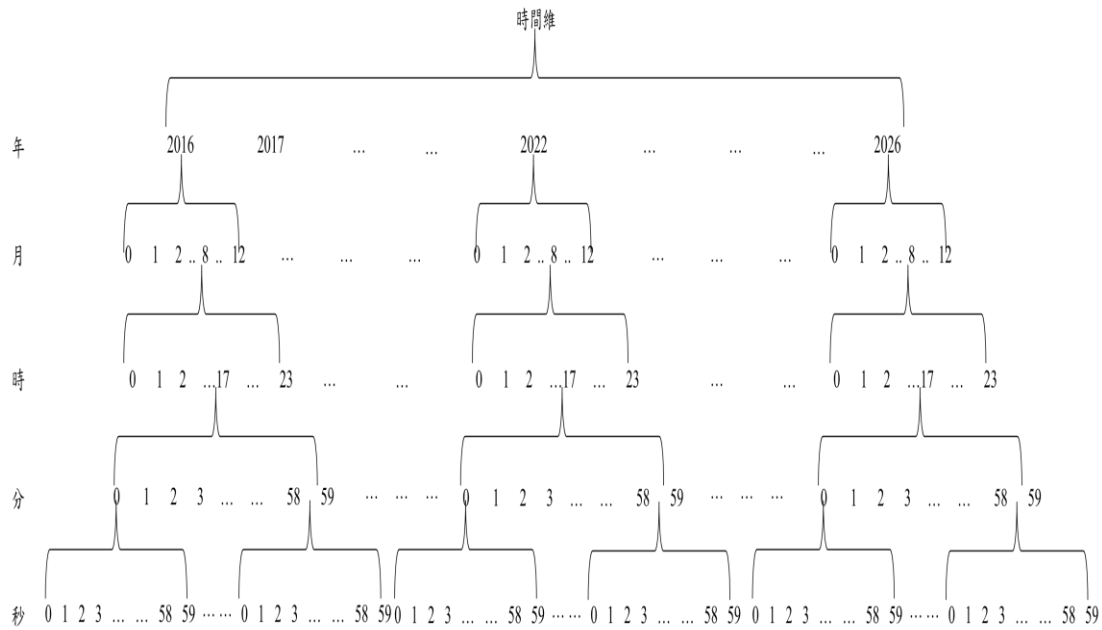 時間維
年 2016 2017 … … 2022 … … … 2026
月 0 1 2 .. 8 .. 12 … … … 0 1 2 .. 8 .. 12 … … … 0 1 2 .. 8 .. 12
時 0 1 2 …17 … 23 … … 0 1 2 …17 … 23 … … 0 1 2 …17 … 23
分 0 1 2 3 … … 58 59 … … … 0 1 2 3 … … 58 59 … … … 0 1 2 3 … … 58 59
秒 0 1 2 3 … … 58 59 …… 0 1 2 3 … … 58 59 0 1 2 3 … … 58 59 …… 0 1 2 3 … … 58 59 0 1 2 3 … … 58 59 …… 0 1 2 3 … … 58 59